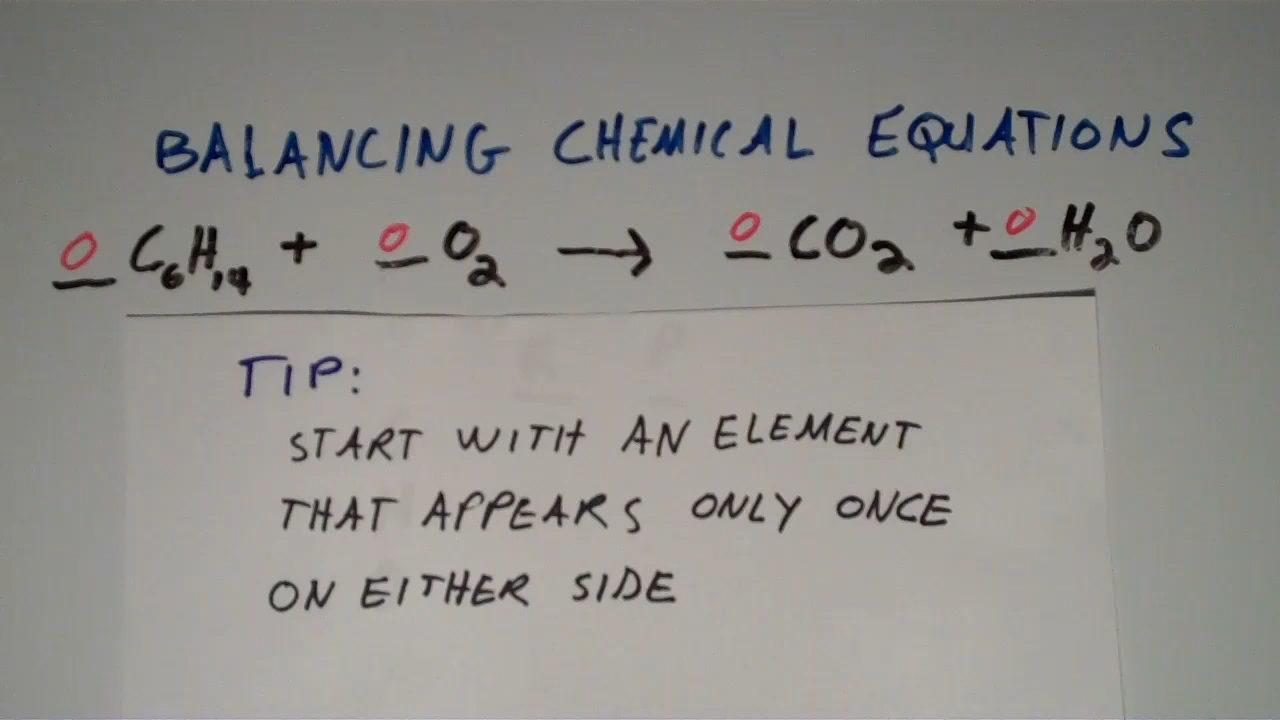 BALANCING CHEMICAL EQUATIONS
0 C₆H₁₄ + 0 O₂ → 0 CO₂ + 0 H₂O
TIP:
START WITH AN ELEMENT
THAT APPEARS ONLY ONCE
ON EITHER SIDE